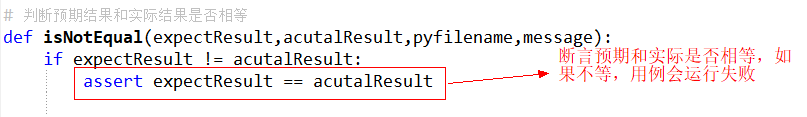 # 判断预期结果和实际结果是否相等
def isNotEqual(expectResult,acutalResult,pyfilename,message):
if expectResult != acutalResult:
assert expectResult == acutalResult
断言预期和实际是否相等，如
果不等，用例会运行失败